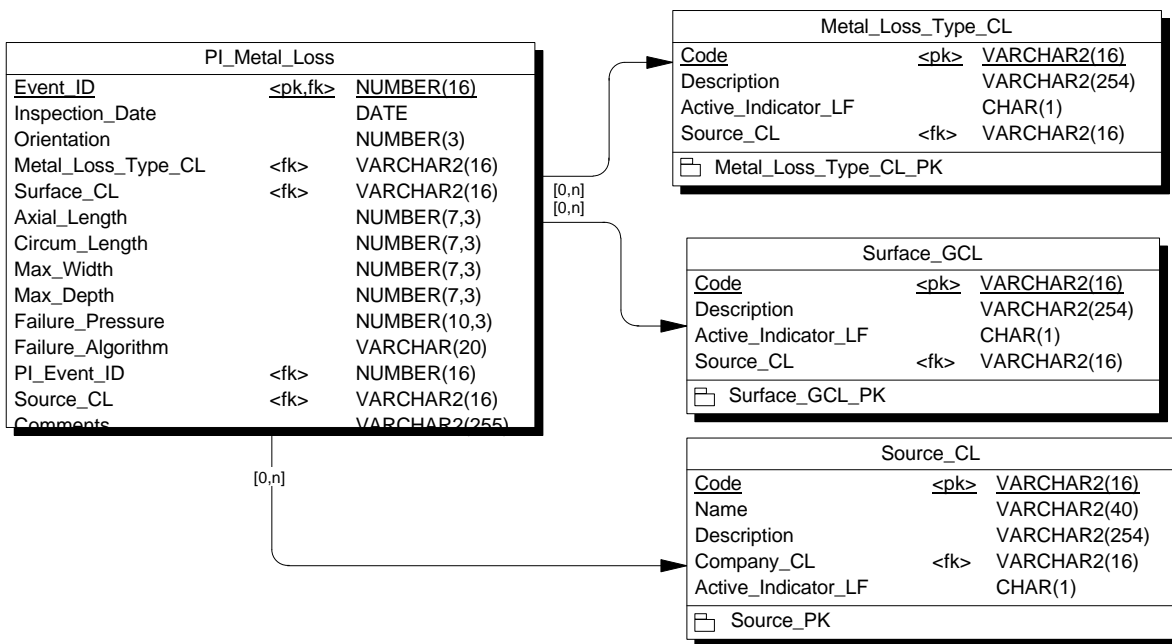 PI_Metal_Loss
Event_ID <pk,fk> NUMBER(16)
Inspection_Date DATE
Orientation NUMBER(3)
Metal_Loss_Type_CL <fk> VARCHAR2(16)
Surface_CL <fk> VARCHAR2(16)
Axial_Length NUMBER(7,3)
Circum_Length NUMBER(7,3)
Max_Width NUMBER(7,3)
Max_Depth NUMBER(7,3)
Failure_Pressure NUMBER(10,3)
Failure_Algorithm VARCHAR(20)
PI_Event_ID <fk> NUMBER(16)
Source_CL <fk> VARCHAR2(16)
Comments VARCHAR2(255)
[0,n]
[0,n]
[0,n]
Metal_Loss_Type_CL
Code <pk> VARCHAR2(16)
Description VARCHAR2(254)
Active_Indicator_LF CHAR(1)
Source_CL <fk> VARCHAR2(16)
Metal_Loss_Type_CL_PK
Surface_GCL
Code <pk> VARCHAR2(16)
Description VARCHAR2(254)
Active_Indicator_LF CHAR(1)
Source_CL <fk> VARCHAR2(16)
Surface_GCL_PK
Source_CL
Code <pk> VARCHAR2(16)
Name VARCHAR2(40)
Description VARCHAR2(254)
Company_CL <fk> VARCHAR2(16)
Active_Indicator_LF CHAR(1)
Source_PK